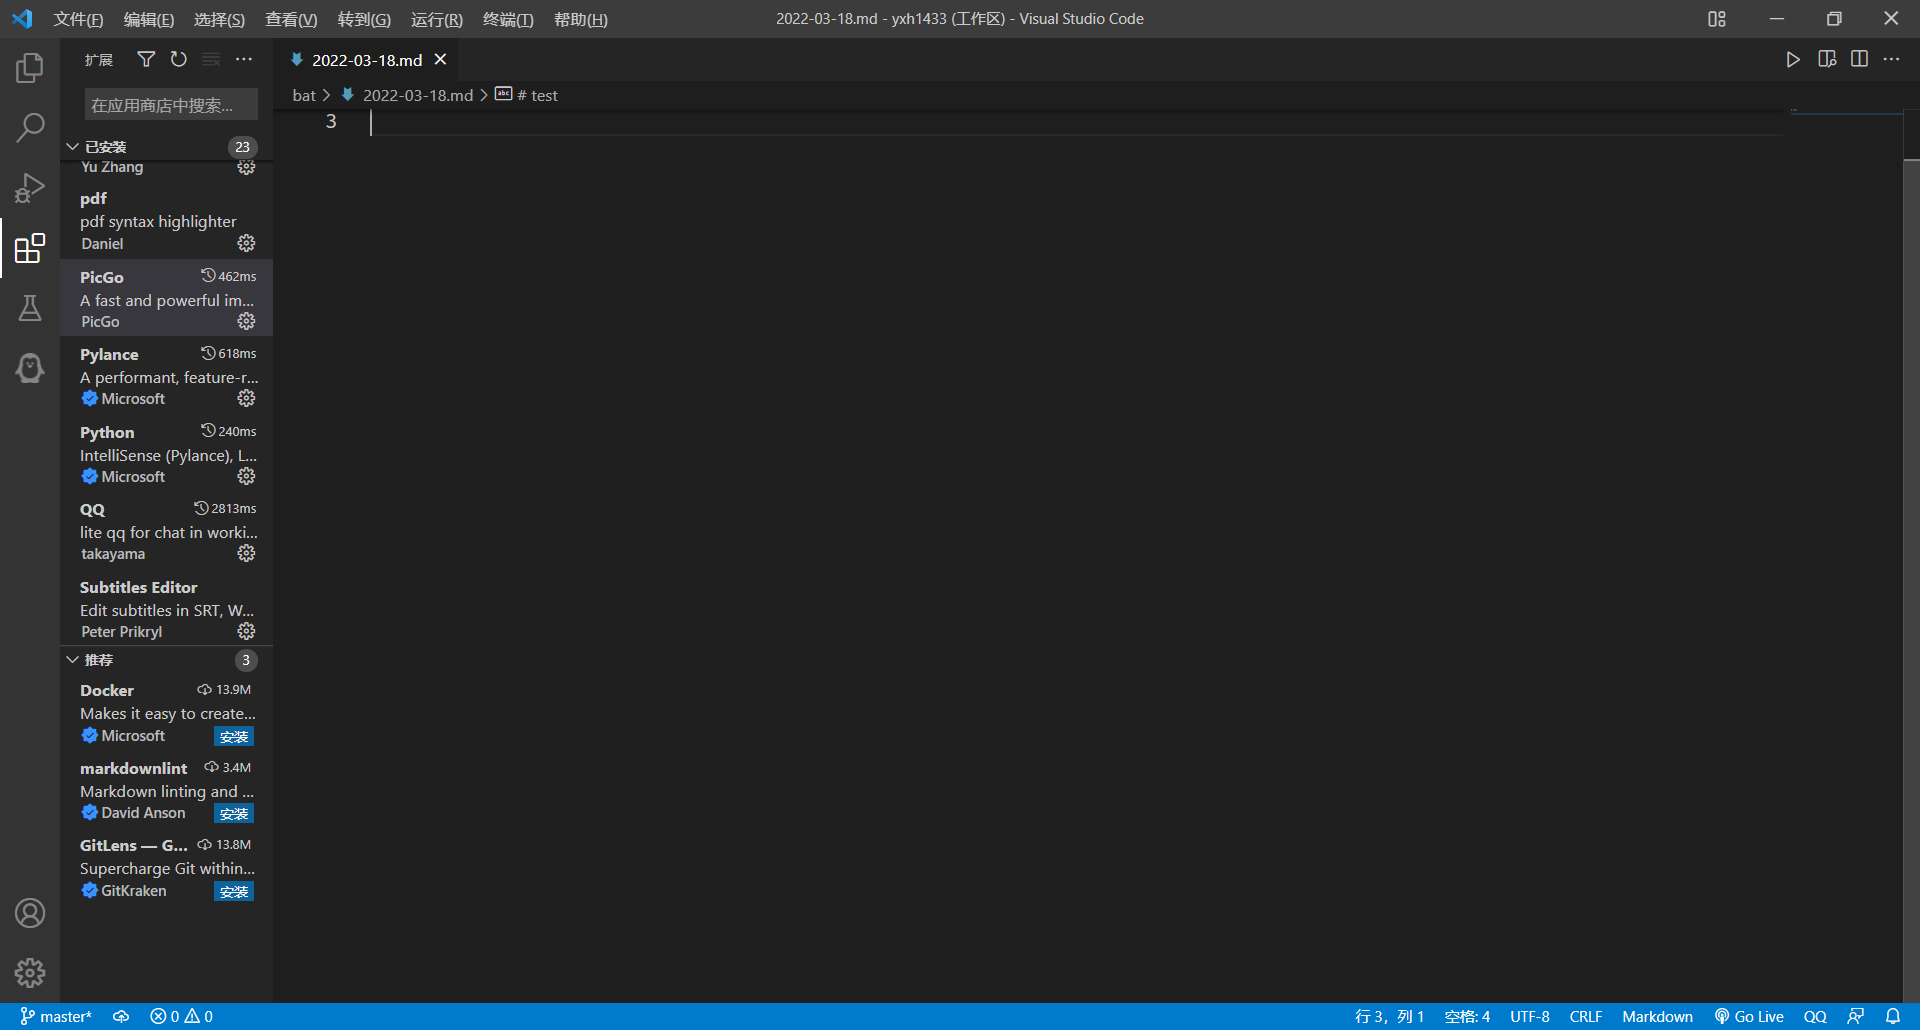 文件(F) 编辑(E) 选择(S) 查看(V) 转到(G) 运行(R) 终端(T) 帮助(H)
2022-03-18.md - yxh1433 (工作区) - Visual Studio Code
扩展
在应用商店中搜索...
已安装 23
Yu Zhang
pdf
pdf syntax highlighter
Daniel
PicGo 462ms
A fast and powerful im...
PicGo
Pylance 618ms
A performant, feature-r...
Microsoft
Python 240ms
IntelliSense (Pylance), L...
Microsoft
QQ 2813ms
lite qq for chat in worki...
takayama
Subtitles Editor
Edit subtitles in SRT, W...
Peter Prikryl
推荐 3
Docker 13.9M
Makes it easy to create...
Microsoft 安装
markdownlint 3.4M
Markdown linting and ...
David Anson 安装
GitLens — G... 13.8M
Supercharge Git within...
GitKraken 安装
2022-03-18.md
bat > 2022-03-18.md > abc # test
3
master* 0 0
行 3，列 1 空格: 4 UTF-8 CRLF Markdown Go Live QQ